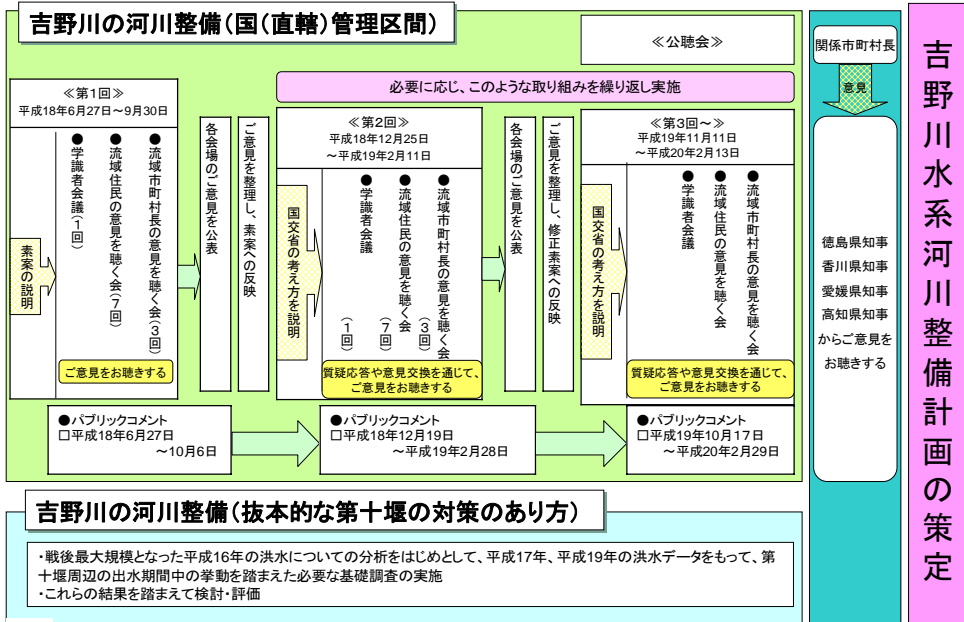 吉野川の河川整備(国(直轄)管理区間)
≪公聴会≫
必要に応じ、このような取り組みを繰り返し実施
≪第1回≫
平成18年6月27日～9月30日
素案の説明
●学識者会議(1回)
●流域住民の意見を聴く会(7回)
●流域市町村長の意見を聴く会(3回)
ご意見をお聴きする
各会場のご意見を公表
ご意見を整理し、素案への反映
≪第2回≫
平成18年12月25日
～平成19年2月11日
国交省の考え方を説明
●学識者会議 (1回)
●流域住民の意見を聴く会 (7回)
●流域市町村長の意見を聴く会 (3回)
質疑応答や意見交換を通じて、
ご意見をお聴きする
各会場のご意見を公表
ご意見を整理し、修正素案への反映
≪第3回～≫
平成19年11月11日
～平成20年2月13日
国交省の考え方を説明
●学識者会議
●流域住民の意見を聴く会
●流域市町村長の意見を聴く会
質疑応答や意見交換を通じて、
ご意見をお聴きする
●パブリックコメント
□平成18年6月27日
～10月6日
●パブリックコメント
□平成18年12月19日
～平成19年2月28日
●パブリックコメント
□平成19年10月17日
～平成20年2月29日
関係市町村長
意見
徳島県知事
香川県知事
愛媛県知事
高知県知事
からご意見を
お聴きする
吉野川水系河川整備計画の策定
吉野川の河川整備(抜本的な第十堰の対策のあり方)
・戦後最大規模となった平成16年の洪水についての分析をはじめとして、平成17年、平成19年の洪水データをもって、第
十堰周辺の出水期間中の挙動を踏まえた必要な基礎調査の実施
・これらの結果を踏まえて検討・評価